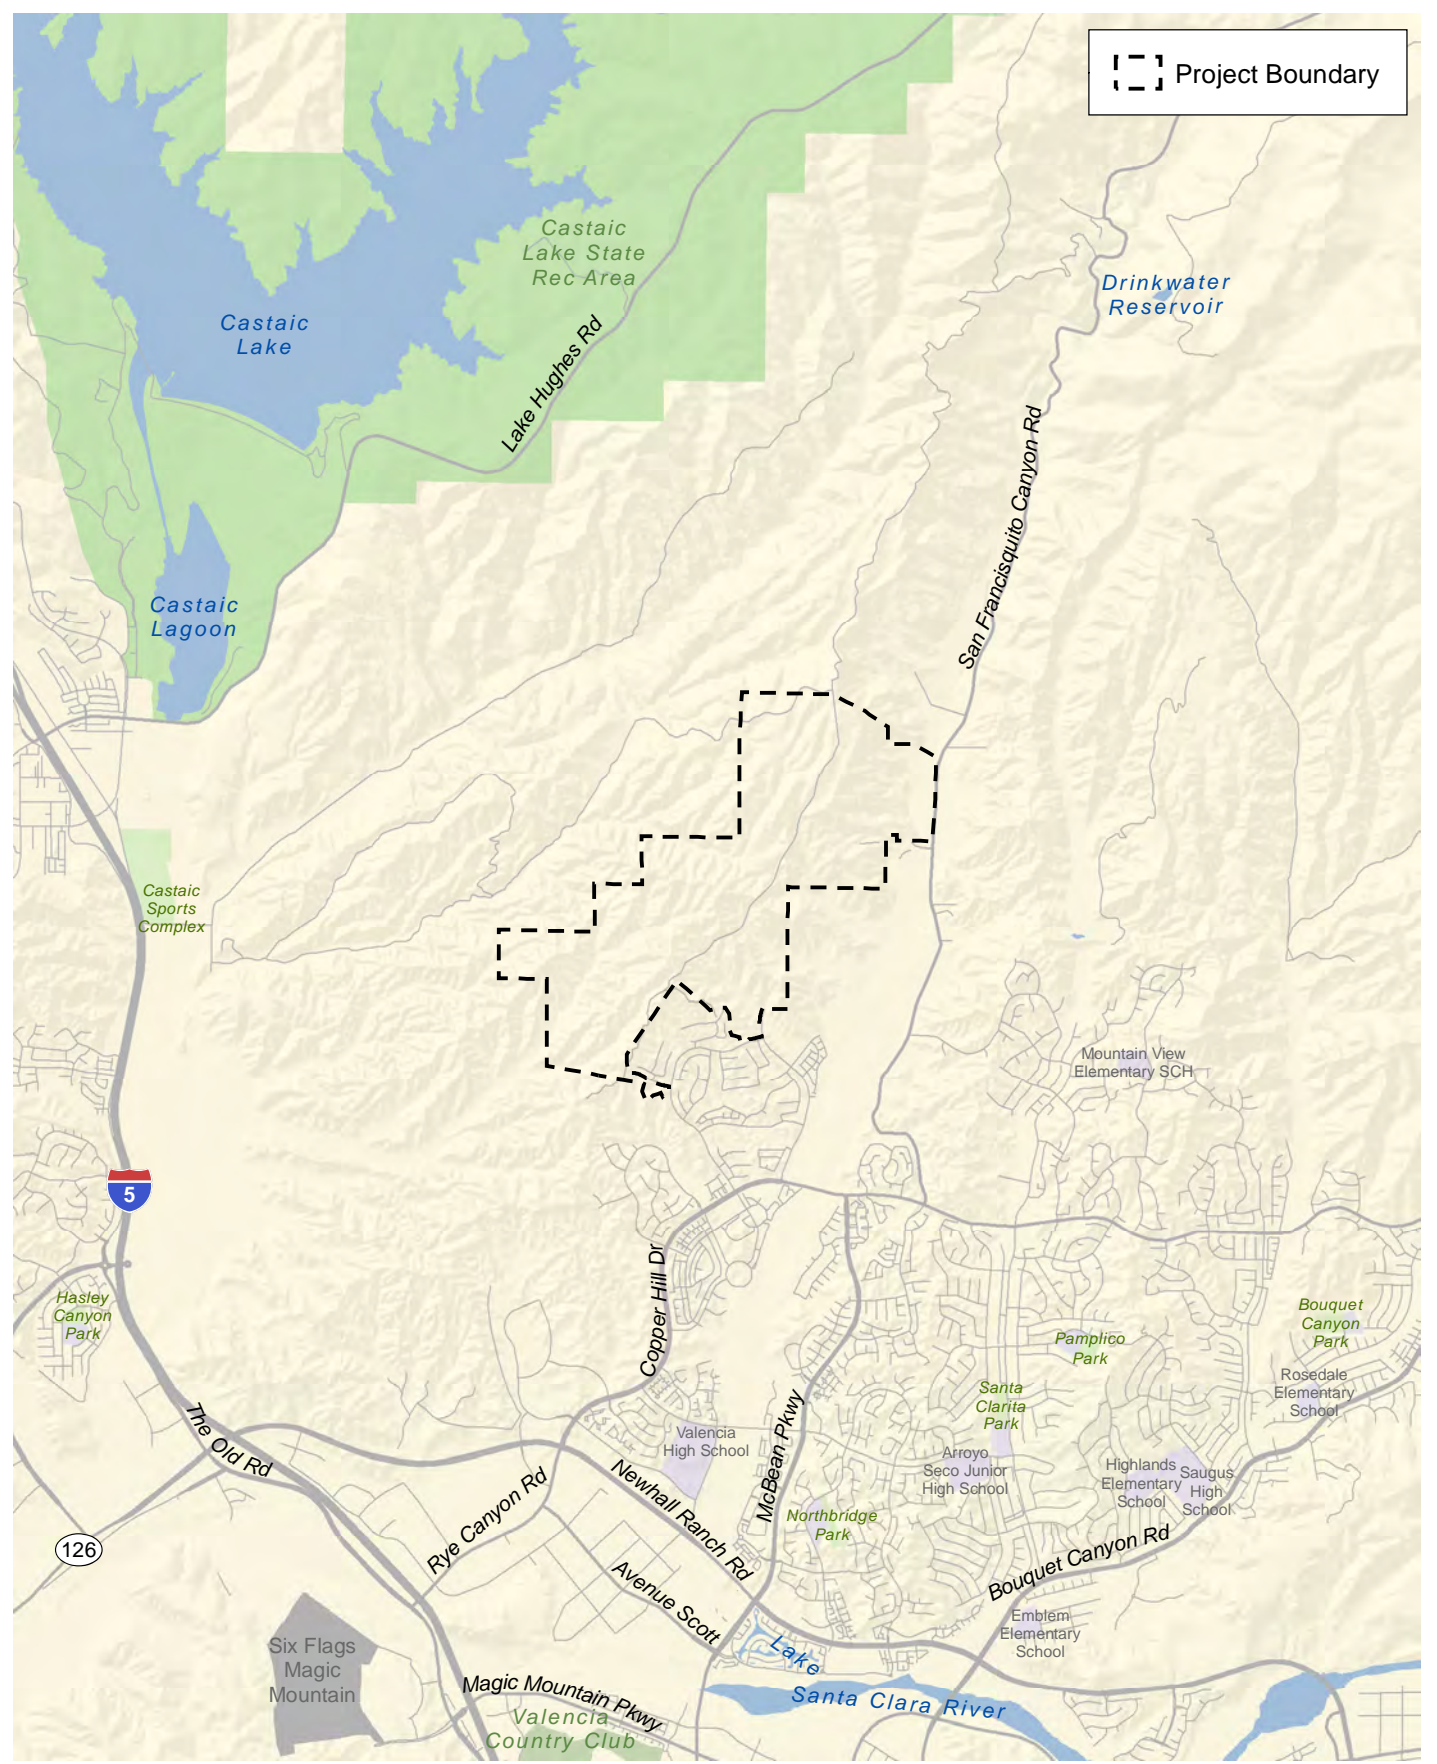 Project Boundary
Castaic
Lake State
Rec Area
Drinkwater
Reservoir
Castaic
Lake
Lake Hughes Rd
San Francisquito Canyon Rd
Castaic
Lagoon
Castaic
Sports
Complex
Mountain View
Elementary SCH
5
Hasley
Canyon
Park
Copper Hill Dr
Bouquet
Canyon
Park
Pamplico
Park
Rosedale
Elementary
School
Santa
Clarita
Park
The Old Rd
Valencia
High School
McBean Pkwy
Arroyo
Seco Junior
High School
Highlands
Elementary
School
Saugus
High
School
Newhall Ranch Rd
Rye Canyon Rd
Northbridge
Park
126
Bouquet Canyon Rd
Avenue Scott
Emblem
Elementary
School
Six Flags
Magic
Mountain
Lake
Santa Clara River
Magic Mountain Pkwy
Valencia
Country Club